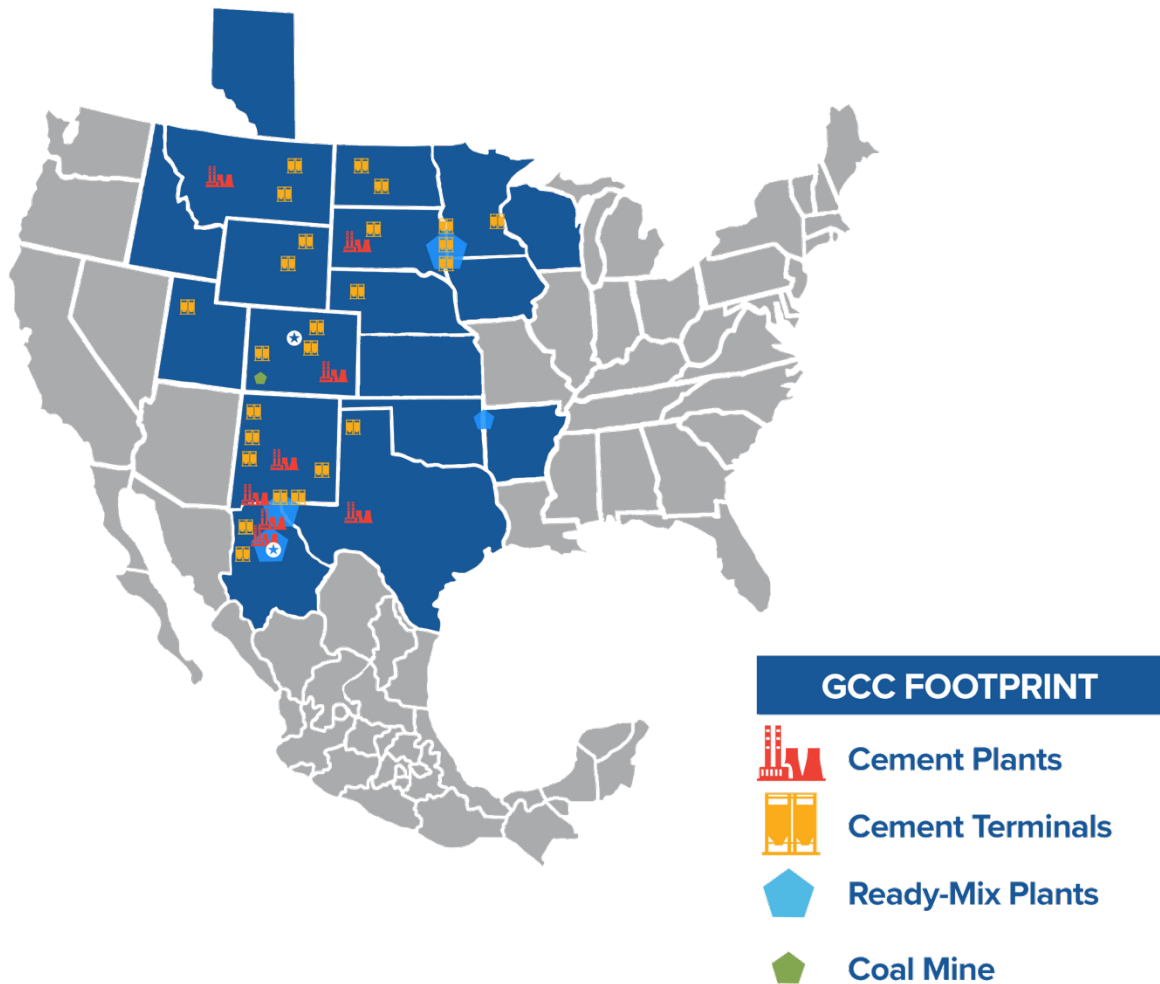 GCC FOOTPRINT
Cement Plants
Cement Terminals
Ready-Mix Plants
Coal Mine